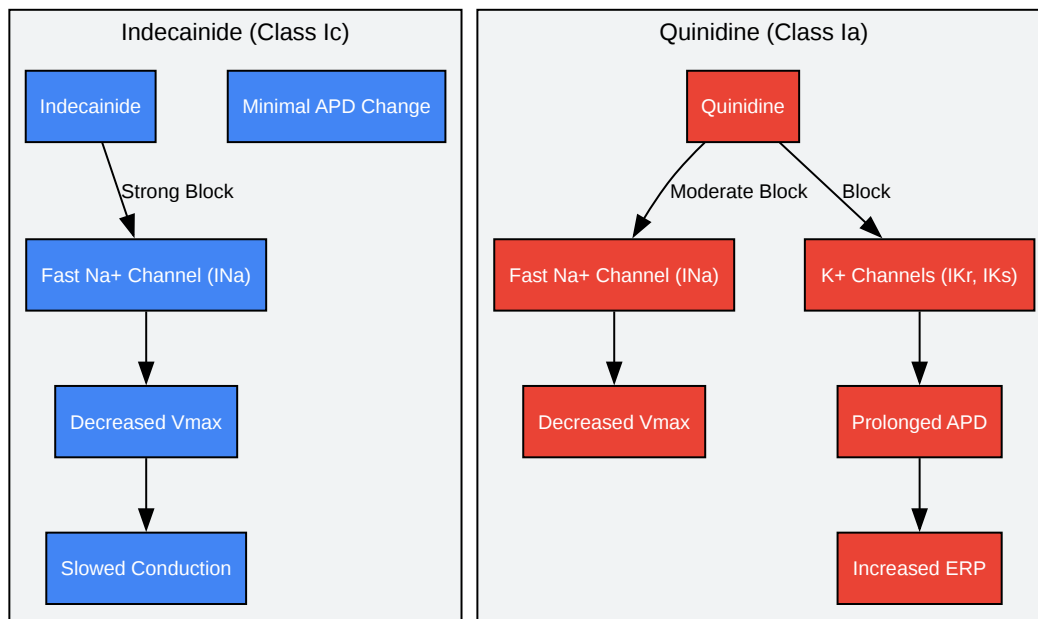 Indecainide (Class Ic)
Indecainide
Minimal APD Change
Strong Block
Fast Na+ Channel (INa)
Decreased Vmax
Slowed Conduction
Quinidine (Class Ia)
Quinidine
Moderate Block
Block
Fast Na+ Channel (INa)
K+ Channels (IKr, IKs)
Decreased Vmax
Prolonged APD
Increased ERP